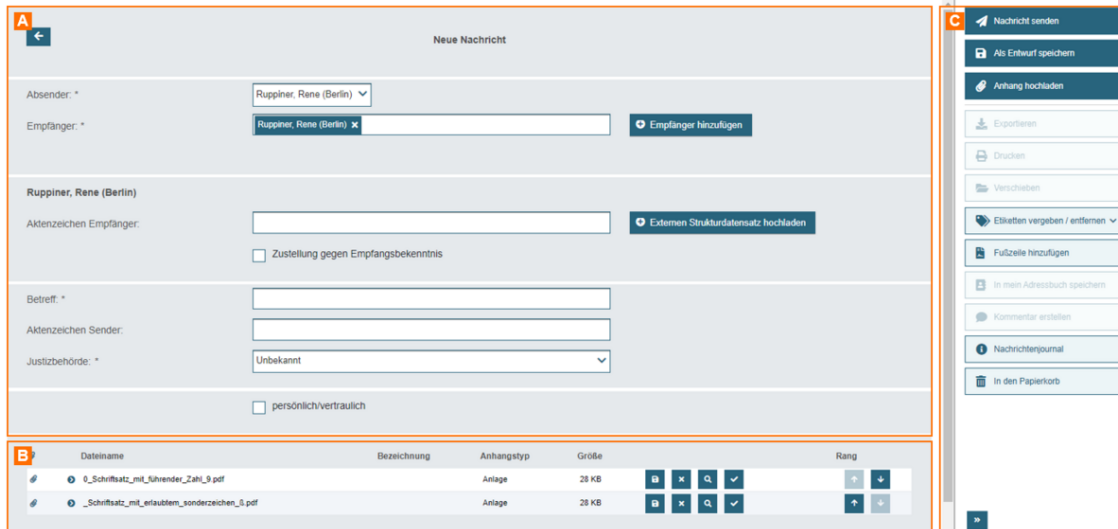 A
Neue Nachricht
Absender: *
Ruppiner, Rene (Berlin)
Empfänger: *
Ruppiner, Rene (Berlin) x
Empfänger hinzufügen
Ruppiner, Rene (Berlin)
Aktenzeichen Empfänger:
Externen Strukturdatensatz hochladen
Zustellung gegen Empfangsbekenntnis
Betreff: *
Aktenzeichen Sender:
Justizbehörde: *
Unbekannt
persönlich/vertraulich
B
Dateiname Bezeichnung Anhangstyp Größe Rang
0_Schriftsatz_mit_führender_Zahl_9.pdf Anlage 28 KB
_Schriftsatz_mit_erlaubtem_sonderzeichen_ß.pdf Anlage 28 KB
C
Nachricht senden
Als Entwurf speichern
Anhang hochladen
Exportieren
Drucken
Verschieben
Etiketten vergeben / entfernen
Fußzeile hinzufügen
In mein Adressbuch speichern
Kommentar erstellen
Nachrichtenjournal
In den Papierkorb